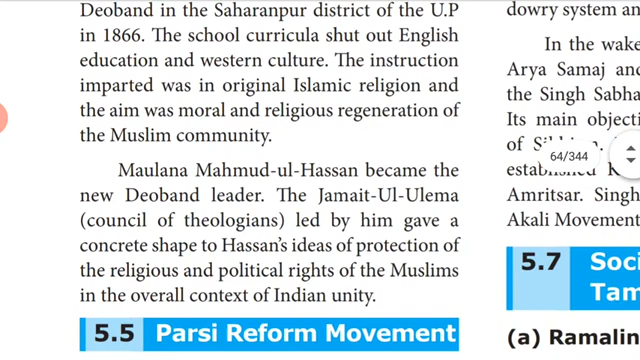 Deoband in the Saharanpur district of the U.P
in 1866. The school curricula shut out English
education and western culture. The instruction
imparted was in original Islamic religion and
the aim was moral and religious regeneration of
the Muslim community.
Maulana Mahmud-ul-Hassan became the
new Deoband leader. The Jamait-Ul-Ulema
(council of theologians) led by him gave a
concrete shape to Hassan's ideas of protection of
the religious and political rights of the Muslims
in the overall context of Indian unity.
5.5 Parsi Reform Movement
dowry system an
In the wake
Arya Samaj and
the Singh Sabha
Its main objecti
of
64/344
Amritsar. Singh
Akali Movement
5.7 Soci
Tam
(a) Ramalin